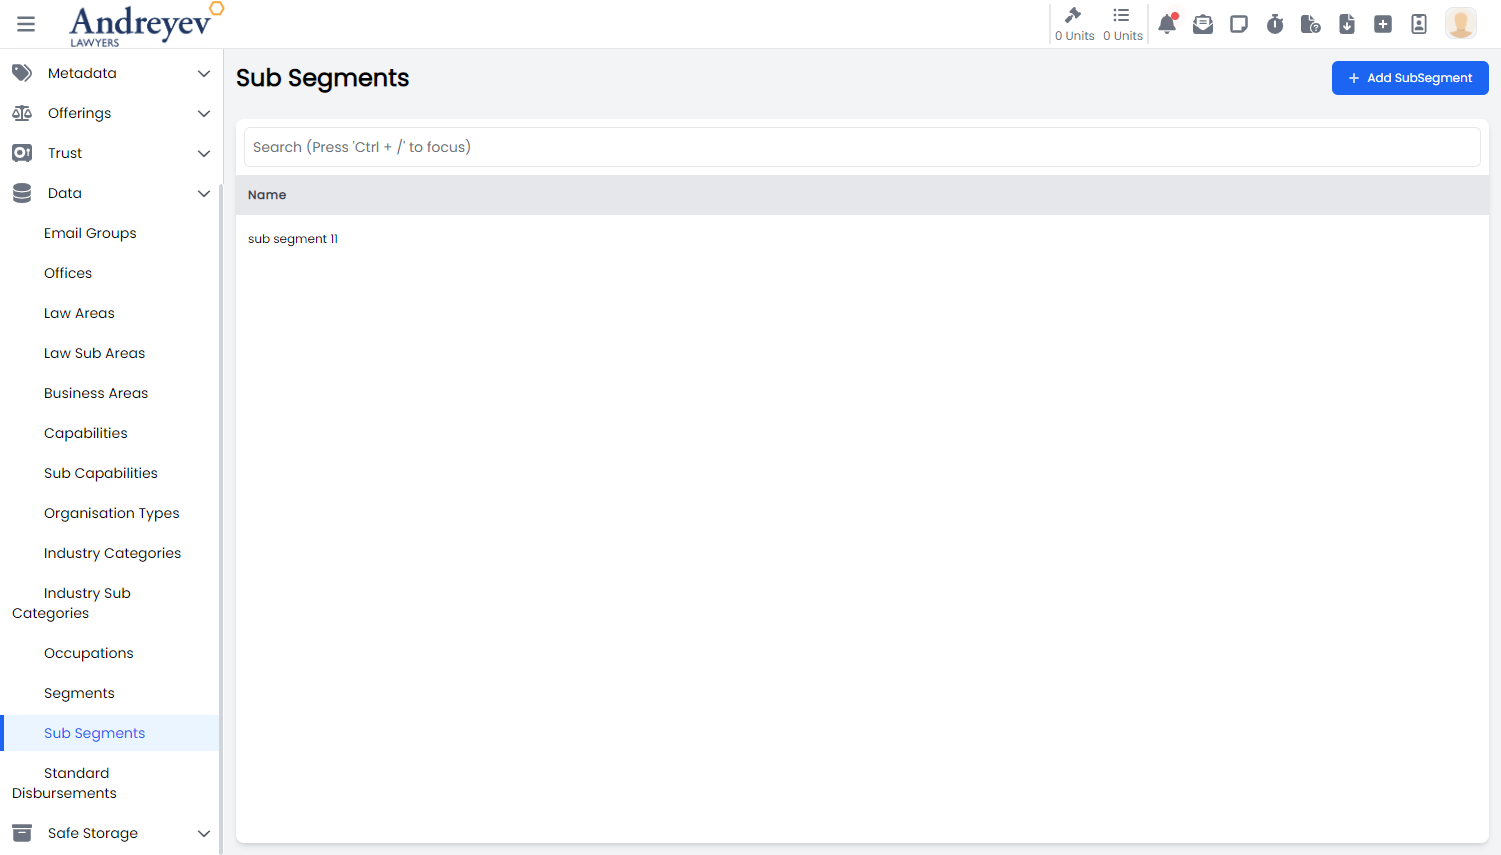 Andreyev
LAWYERS
0 Units
0 Units
Metadata
Offerings
Trust
Data
Email Groups
Offices
Law Areas
Law Sub Areas
Business Areas
Capabilities
Sub Capabilities
Organisation Types
Industry Categories
Industry Sub
Categories
Occupations
Segments
Sub Segments
Standard
Disbursements
Safe Storage
Sub Segments
+ Add SubSegment
Search (Press 'Ctrl + /' to focus)
Name
sub segment 11